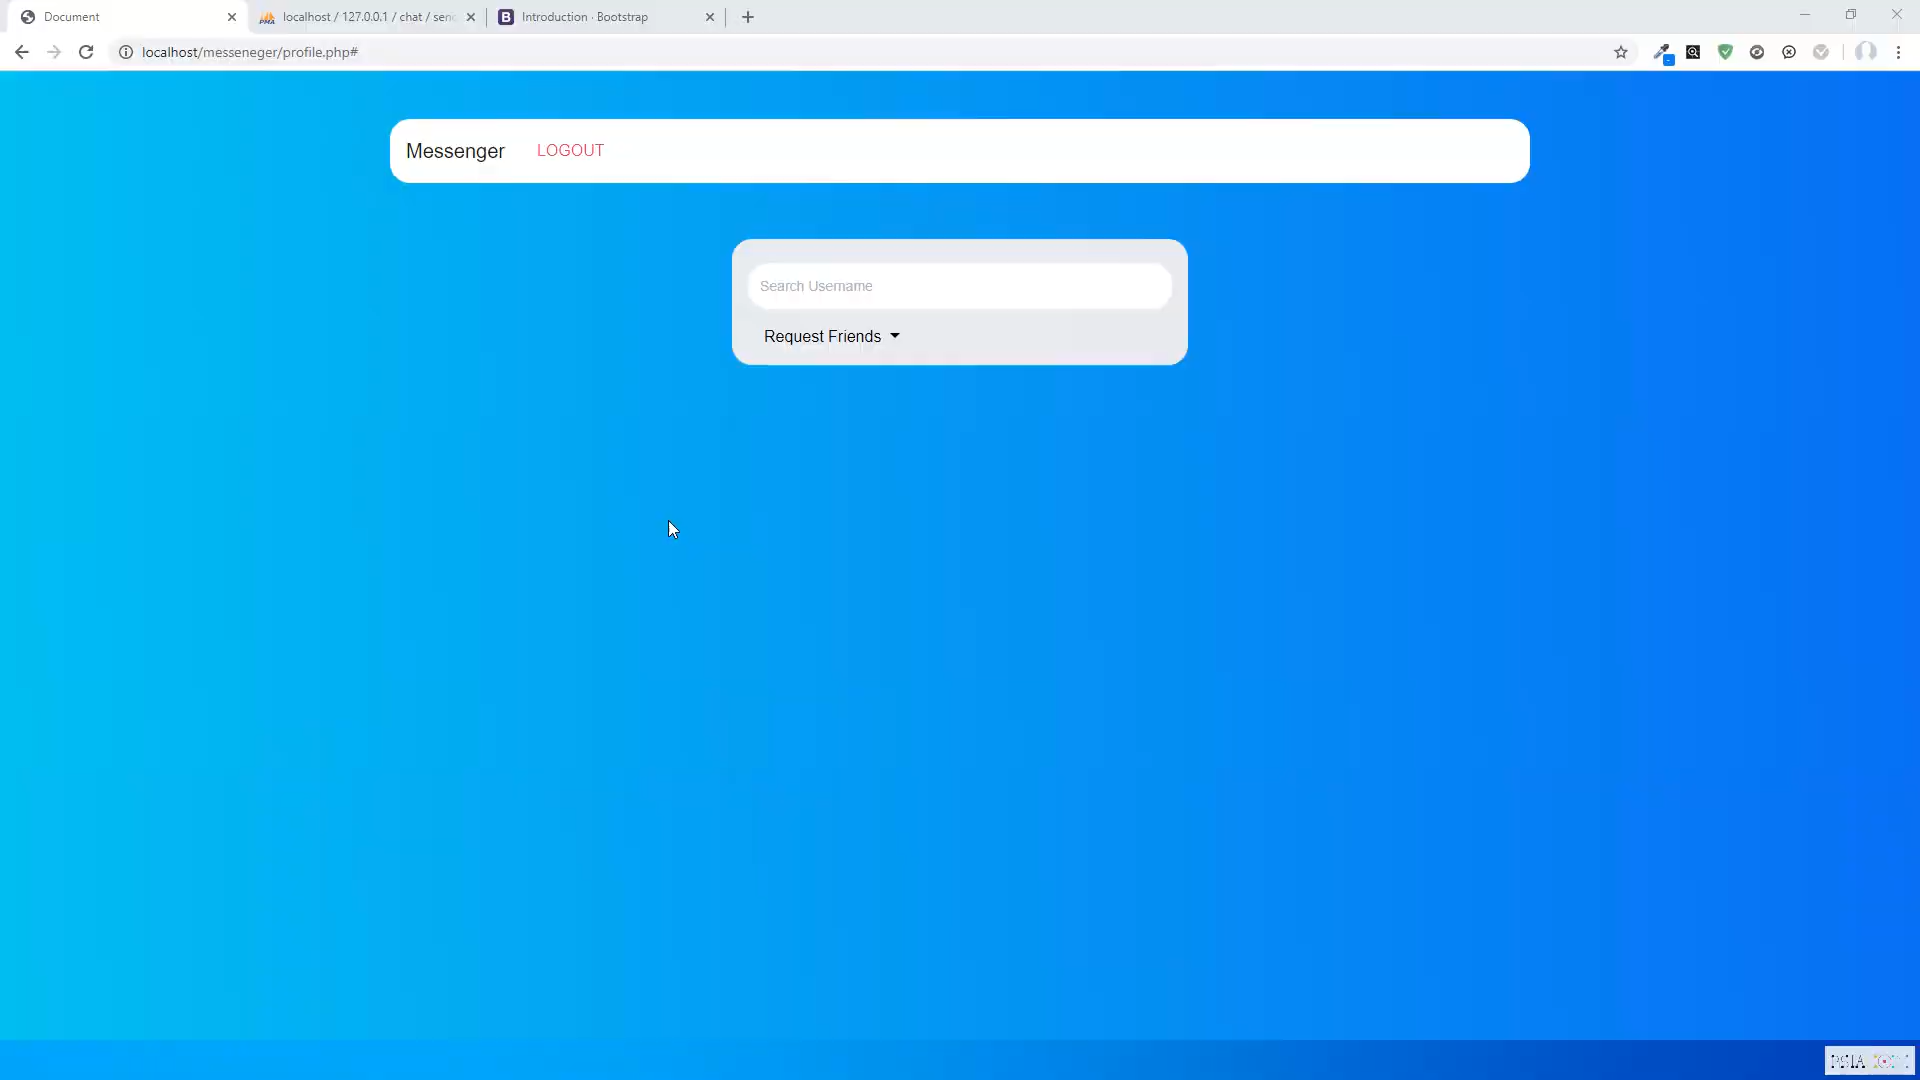 Document
localhost / 127.0.0.1 / chat / sen
Introduction · Bootstrap
localhost/messeneger/profile.php#
Messenger
LOGOUT
Search Username
Request Friends